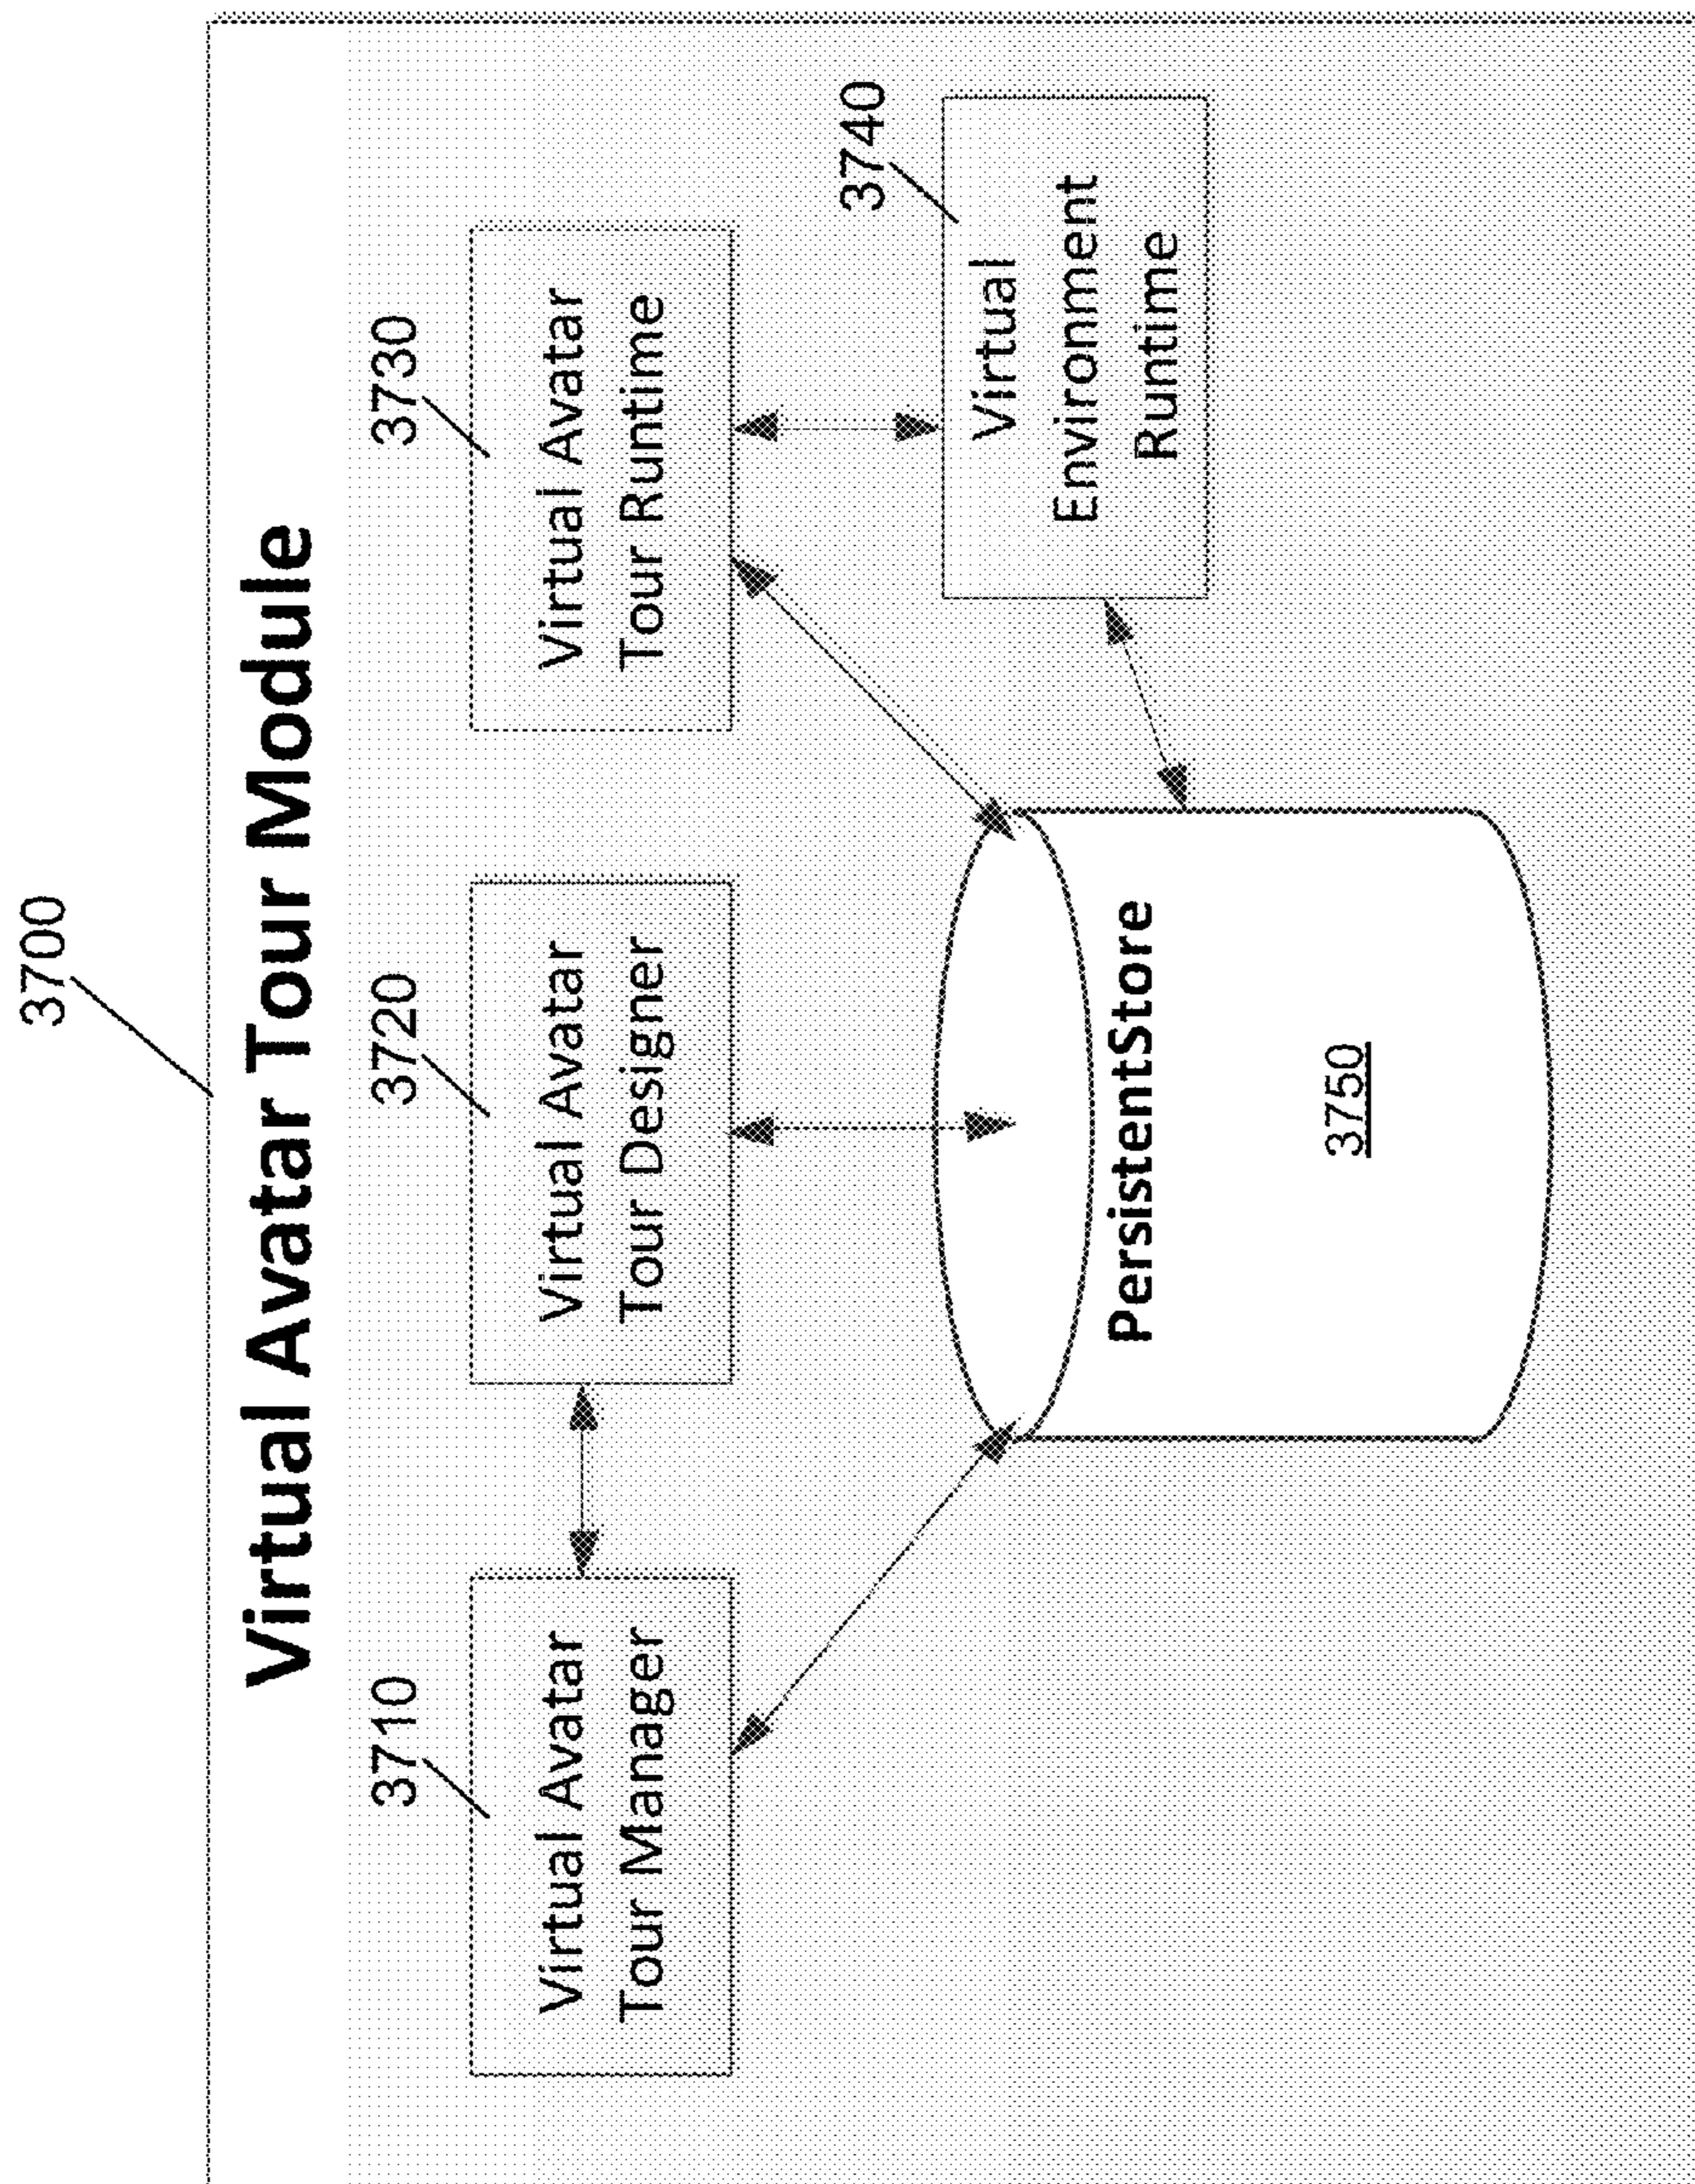 3700
Virtual Avatar Tour Module
3710
Virtual Avatar
Tour Manager
3720
Virtual Avatar
Tour Designer
3730
Virtual Avatar
Tour Runtime
3740
Virtual
Environment
Runtime
PersistentStore
3750